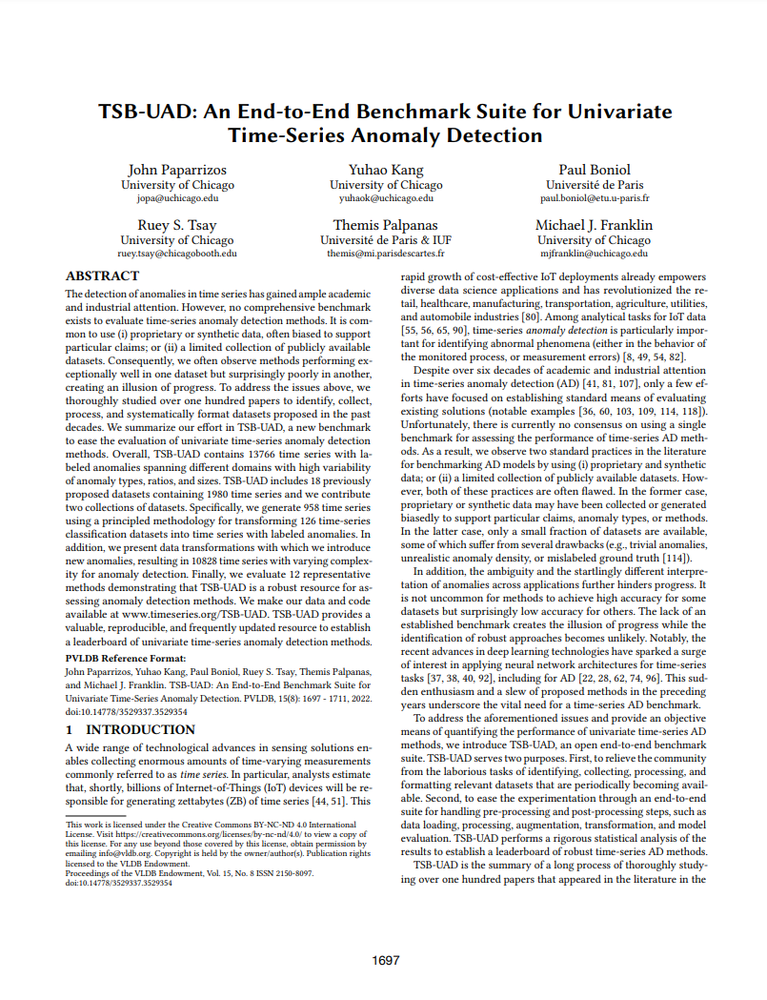 TSB-UAD: An End-to-End Benchmark Suite for Univariate
Time-Series Anomaly Detection
John Paparrizos
University of Chicago
jopa@uchicago.edu
Yuhao Kang
University of Chicago
yuhaok@uchicago.edu
Paul Boniol
Université de Paris
paul.boniol@etu.u-paris.fr
Ruey S. Tsay
University of Chicago
ruey.tsay@chicagobooth.edu
Themis Palpanas
Université de Paris & IUF
themis@mi.parisdescartes.fr
Michael J. Franklin
University of Chicago
mjfranklin@uchicago.edu
ABSTRACT
The detection of anomalies in time series has gained ample academic
and industrial attention. However, no comprehensive benchmark
exists to evaluate time-series anomaly detection methods. It is com-
mon to use (i) proprietary or synthetic data, often biased to support
particular claims; or (ii) a limited collection of publicly available
datasets. Consequently, we often observe methods performing ex-
ceptionally well in one dataset but surprisingly poorly in another,
creating an illusion of progress. To address the issues above, we
thoroughly studied over one hundred papers to identify, collect,
process, and systematically format datasets proposed in the past
decades. We summarize our effort in TSB-UAD, a new benchmark
to ease the evaluation of univariate time-series anomaly detection
methods. Overall, TSB-UAD contains 13766 time series with la-
beled anomalies spanning different domains with high variability
of anomaly types, ratios, and sizes. TSB-UAD includes 18 previously
proposed datasets containing 1980 time series and we contribute
two collections of datasets. Specifically, we generate 958 time series
using a principled methodology for transforming 126 time-series
classification datasets into time series with labeled anomalies. In
addition, we present data transformations with which we introduce
new anomalies, resulting in 10828 time series with varying complex-
ity for anomaly detection. Finally, we evaluate 12 representative
methods demonstrating that TSB-UAD is a robust resource for as-
sessing anomaly detection methods. We make our data and code
available at www.timeseries.org/TSB-UAD. TSB-UAD provides a
valuable, reproducible, and frequently updated resource to establish
a leaderboard of univariate time-series anomaly detection methods.
PVLDB Reference Format:
John Paparrizos, Yuhao Kang, Paul Boniol, Ruey S. Tsay, Themis Palpanas,
and Michael J. Franklin. TSB-UAD: An End-to-End Benchmark Suite for
Univariate Time-Series Anomaly Detection. PVLDB, 15(8): 1697 - 1711, 2022.
doi:10.14778/3529337.3529354
1 INTRODUCTION
A wide range of technological advances in sensing solutions en-
ables collecting enormous amounts of time-varying measurements
commonly referred to as time series. In particular, analysts estimate
that, shortly, billions of Internet-of-Things (IoT) devices will be re-
sponsible for generating zettabytes (ZB) of time series [44, 51]. This
This work is licensed under the Creative Commons BY-NC-ND 4.0 International
License. Visit https://creativecommons.org/licenses/by-nc-nd/4.0/ to view a copy of
this license. For any use beyond those covered by this license, obtain permission by
emailing info@vldb.org. Copyright is held by the owner/author(s). Publication rights
licensed to the VLDB Endowment.
Proceedings of the VLDB Endowment, Vol. 15, No. 8 ISSN 2150-8097.
doi:10.14778/3529337.3529354
rapid growth of cost-effective IoT deployments already empowers
diverse data science applications and has revolutionized the re-
tail, healthcare, manufacturing, transportation, agriculture, utilities,
and automobile industries [80]. Among analytical tasks for IoT data
[55, 56, 65, 90], time-series anomaly detection is particularly impor-
tant for identifying abnormal phenomena (either in the behavior of
the monitored process, or measurement errors) [8, 49, 54, 82].
Despite over six decades of academic and industrial attention
in time-series anomaly detection (AD) [41, 81, 107], only a few ef-
forts have focused on establishing standard means of evaluating
existing solutions (notable examples [36, 60, 103, 109, 114, 118]).
Unfortunately, there is currently no consensus on using a single
benchmark for assessing the performance of time-series AD meth-
ods. As a result, we observe two standard practices in the literature
for benchmarking AD models by using (i) proprietary and synthetic
data; or (ii) a limited collection of publicly available datasets. How-
ever, both of these practices are often flawed. In the former case,
proprietary or synthetic data may have been collected or generated
biasedly to support particular claims, anomaly types, or methods.
In the latter case, only a small fraction of datasets are available,
some of which suffer from several drawbacks (e.g., trivial anomalies,
unrealistic anomaly density, or mislabeled ground truth [114]).
In addition, the ambiguity and the startlingly different interpre-
tation of anomalies across applications further hinders progress. It
is not uncommon for methods to achieve high accuracy for some
datasets but surprisingly low accuracy for others. The lack of an
established benchmark creates the illusion of progress while the
identification of robust approaches becomes unlikely. Notably, the
recent advances in deep learning technologies have sparked a surge
of interest in applying neural network architectures for time-series
tasks [37, 38, 40, 92], including for AD [22, 28, 62, 74, 96]. This sud-
den enthusiasm and a slew of proposed methods in the preceding
years underscore the vital need for a time-series AD benchmark.
To address the aforementioned issues and provide an objective
means of quantifying the performance of univariate time-series AD
methods, we introduce TSB-UAD, an open end-to-end benchmark
suite. TSB-UAD serves two purposes. First, to relieve the community
from the laborious tasks of identifying, collecting, processing, and
formatting relevant datasets that are periodically becoming avail-
able. Second, to ease the experimentation through an end-to-end
suite for handling pre-processing and post-processing steps, such as
data loading, processing, augmentation, transformation, and model
evaluation. TSB-UAD performs a rigorous statistical analysis of the
results to establish a leaderboard of robust time-series AD methods.
TSB-UAD is the summary of a long process of thoroughly study-
ing over one hundred papers that appeared in the literature in the
1697